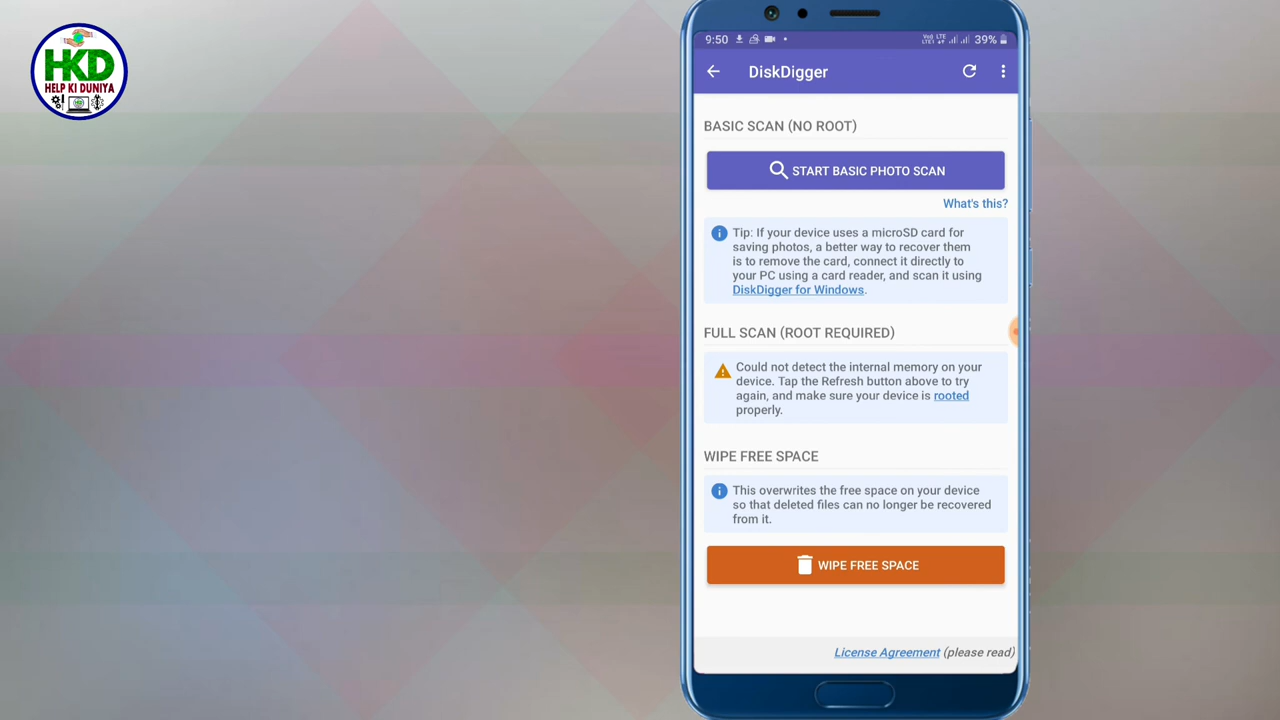 HKD
HELP KI DUNIYA
9:50
Vo) LTE
LTE1
39%
DiskDigger
BASIC SCAN (NO ROOT)
START BASIC PHOTO SCAN
What's this?
Tip: If your device uses a microSD card for
saving photos, a better way to recover them
is to remove the card, connect it directly to
your PC using a card reader, and scan it using
DiskDigger for Windows.
FULL SCAN (ROOT REQUIRED)
Could not detect the internal memory on your
device. Tap the Refresh button above to try
again, and make sure your device is rooted
properly.
WIPE FREE SPACE
This overwrites the free space on your device
so that deleted files can no longer be recovered
from it.
WIPE FREE SPACE
License Agreement (please read)